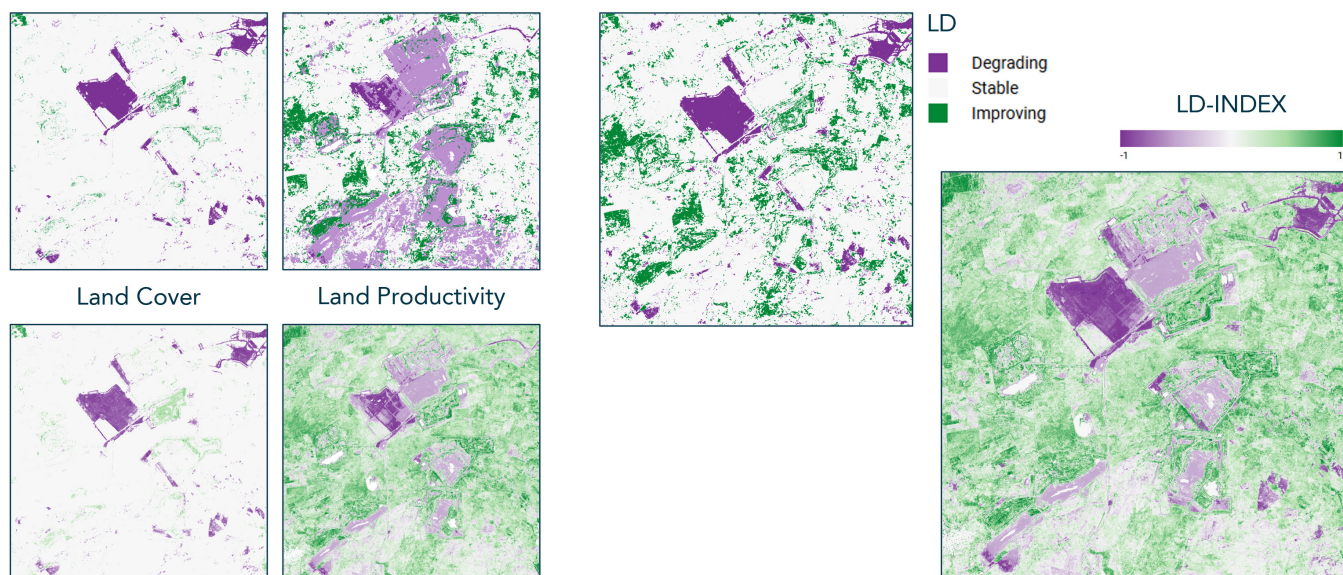 LD
Degrading
Stable
Improving
LD-INDEX
-1
1
Land Cover
Land Productivity